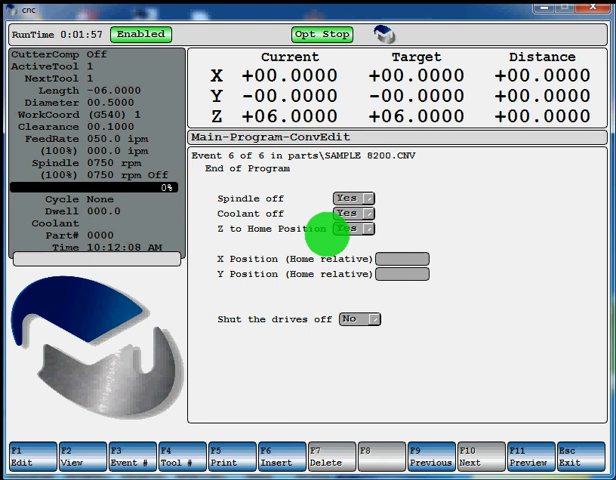 cnc
RunTime 0:01:57 Enabled Opt Stop
CutterComp Off
ActiveTool 1
NextTool 1
Length -06.0000
Diameter 00.5000
WorkCoord (G540) 1
Clearance 00.1000
FeedRate 050.0 ipm
(100%) 000.0 ipm
Spindle 0750 rpm
(100%) 0750 rpm Off
0%
Cycle None
Dwell 000.0
Coolant
Part# 0000
Time 10:12:08 AM
Current Target Distance
X +00.0000 +00.0000 +00.0000
Y -00.0000 -00.0000 +00.0000
Z +06.0000 +06.0000 +00.0000
Main-Program-ConvEdit
Event 6 of 6 in parts\SAMPLE 8200.CNV
End of Program
Spindle off Yes
Coolant off Yes
Z to Home Position Yes
X Position (Home relative)
Y Position (Home relative)
Shut the drives off No
F1 F2 F3 F4 F5 F6 F7 F8 F9 F10 F11 Esc
Edit View Event # Tool # Print Insert Delete Previous Next Preview Exit